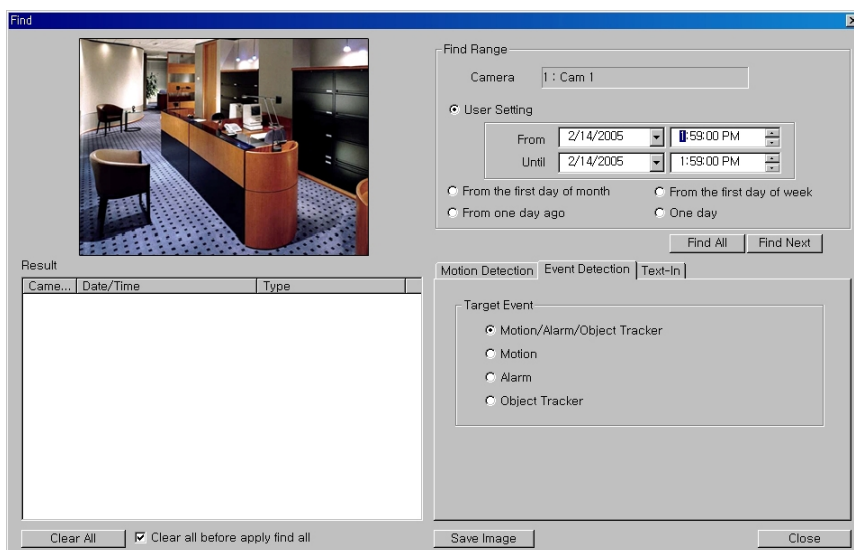 Find
Find Range
Camera 1 : Cam 1
User Setting
From 2/14/2005 1:59:00 PM
Until 2/14/2005 1:59:00 PM
From the first day of month From the first day of week
From one day ago One day
Find All Find Next
Result
Came... Date/Time Type
Motion Detection Event Detection Text-In
Target Event
Motion/Alarm/Object Tracker
Motion
Alarm
Object Tracker
Clear All Clear all before apply find all Save Image Close